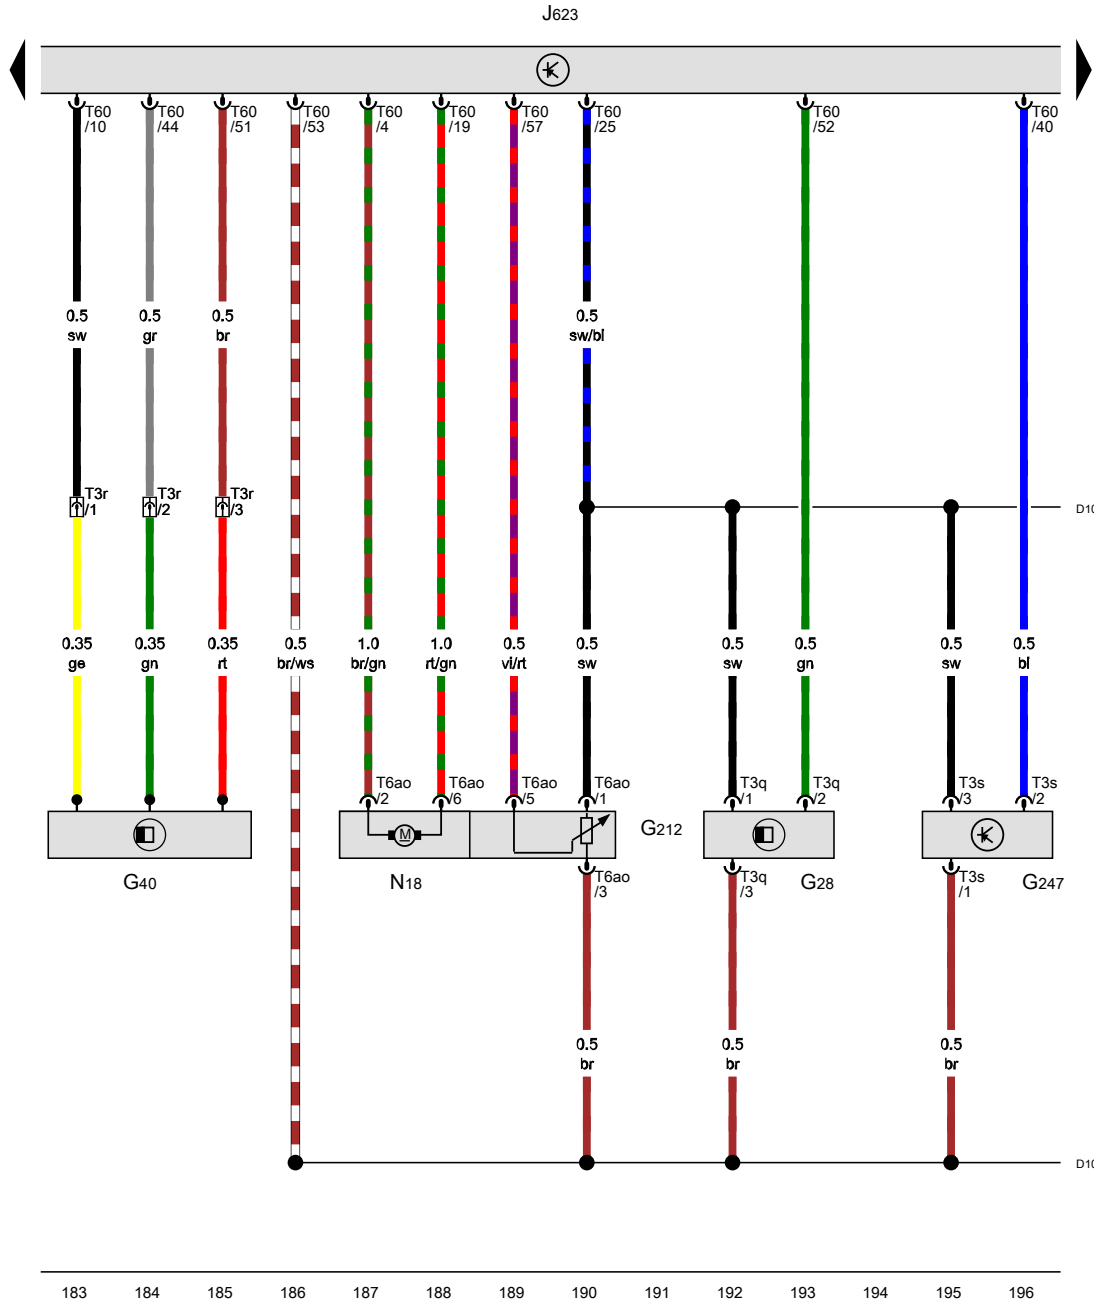 J623
T60 T60 T60 T60 T60 T60 T60 T60 T60 T60
/10 /44 /51 /53 /4 /19 /57 /25 /52 /40
0.5 0.5 0.5 0.5
sw gr br sw/bl
T3r T3r T3r
/1 /2 /3
D10
0.35 0.35 0.35 0.5 1.0 1.0 0.5 0.5 0.5 0.5 0.5 0.5
ge gn rt br/ws br/gn rt/gn vi/rt sw sw gn sw bl
T6ao T6ao T6ao T6ao T3q T3q T3s T3s
/2 /6 /5 /1 /1 /2 /3 /2
M
G212
G40 N18 G28 G247
T6ao T3q T3s
/3 /3 /1
0.5 0.5 0.5
br br br
D10
183 184 185 186 187 188 189 190 191 192 193 194 195 196